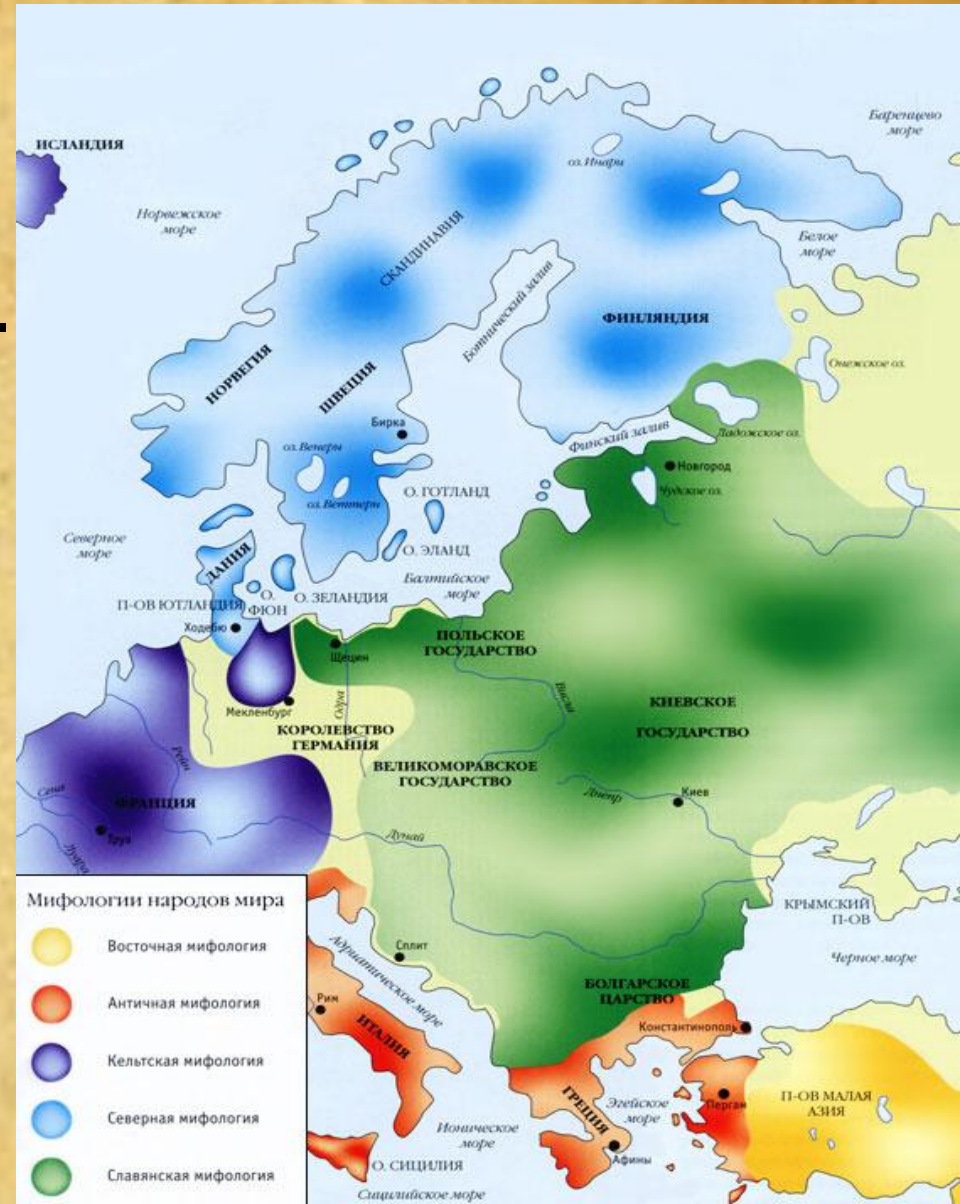 ИСЛАНДИЯ
Баренцево
море
оз. Инари
Норвежское
море
СКАНДИНАВИЯ
Белое
море
Ботнический залив
ФИНЛЯНДИЯ
НОРВЕГИЯ
ШВЕЦИЯ
Онежское оз.
Бирка
Финский залив
Ладожское оз.
оз. Венеры
Новгород
Чудское оз.
О. ГОТЛАНД
оз. Веттерн
Северное
море
ДАНИЯ
О. ЭЛАНД
Балтийское
море
П-ОВ ЮТЛАНДИЯ
О.
ФЮН
О. ЗЕЛАНДИЯ
Ходебю
ПОЛЬСКОЕ
ГОСУДАРСТВО
Щецин
Одра
Висла
Мекленбург
КИЕВСКОЕ
ГОСУДАРСТВО
КОРОЛЕВСТВО
ГЕРМАНИЯ
Рейн
ВЕЛИКОМОРАВСКОЕ
ГОСУДАРСТВО
Сена
ФРАНЦИЯ
Днепр
Киев
Дунай
Луара
КРЫМСКИЙ
П-ОВ
Черное море
Адриатическое море
Сплит
БОЛГАРСКОЕ
ЦАРСТВО
Рим
ИТАЛИЯ
Константинополь
ГРЕЦИЯ
Эгейское
море
Перган
П-ОВ МАЛАЯ
АЗИЯ
Ионическое
море
Афины
О. СИЦИЛИЯ
Сицилийское море
Мифологии народов мира
Восточная мифология
Античная мифология
Кельтская мифология
Северная мифология
Славянская мифология